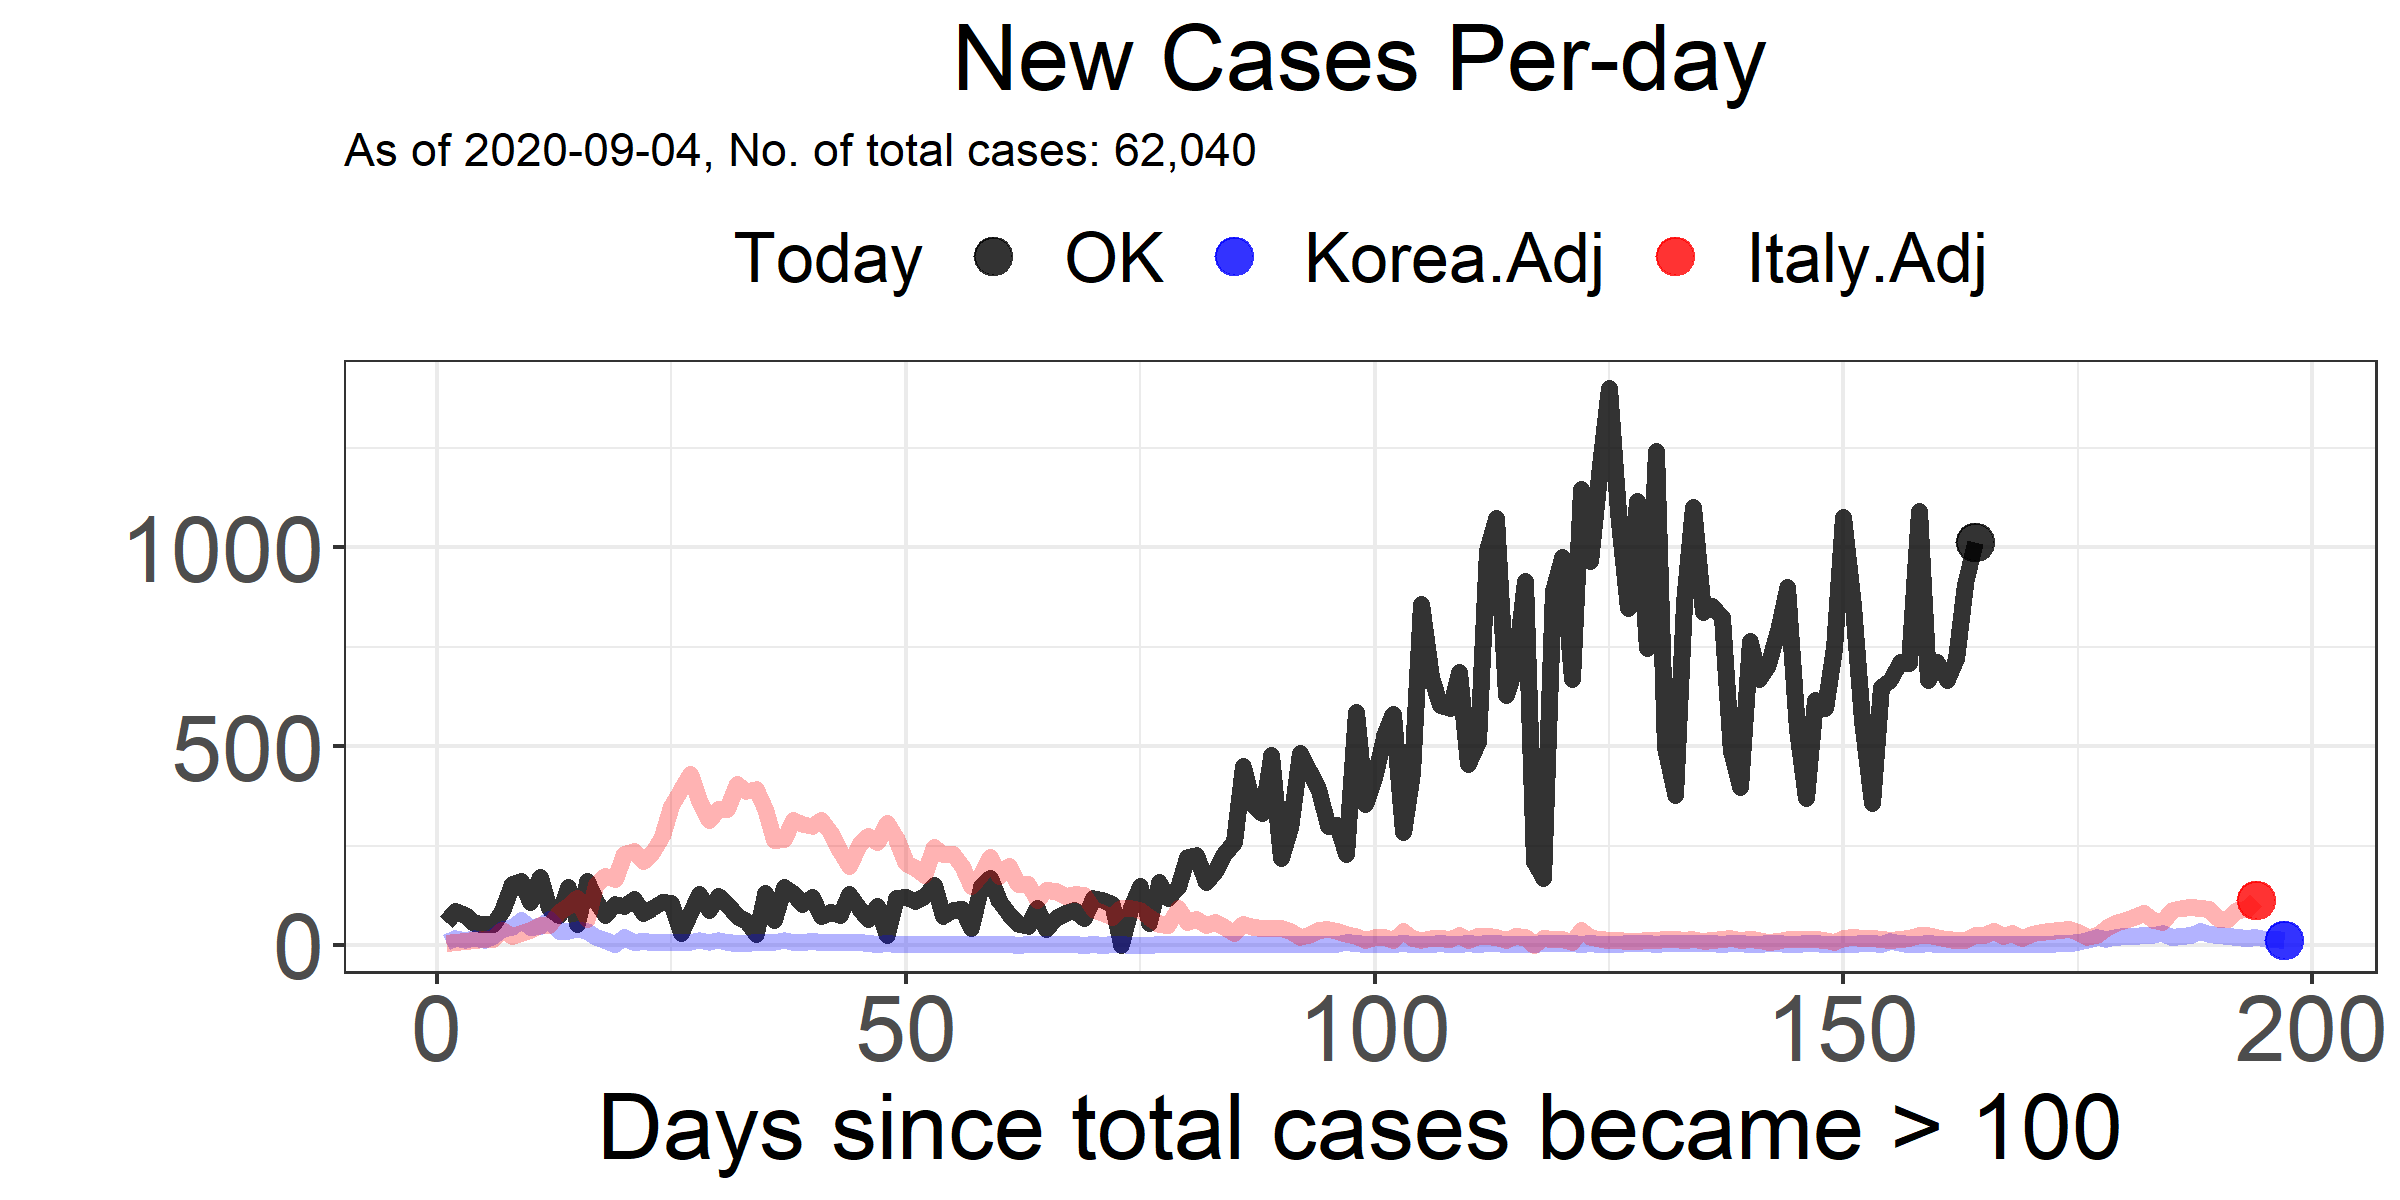 New Cases Per-day
As of 2020-09-04, No. of total cases: 62,040
Today OK Korea.Adj Italy.Adj
1000
500
0
0 50 100 150 200
Days since total cases became > 100